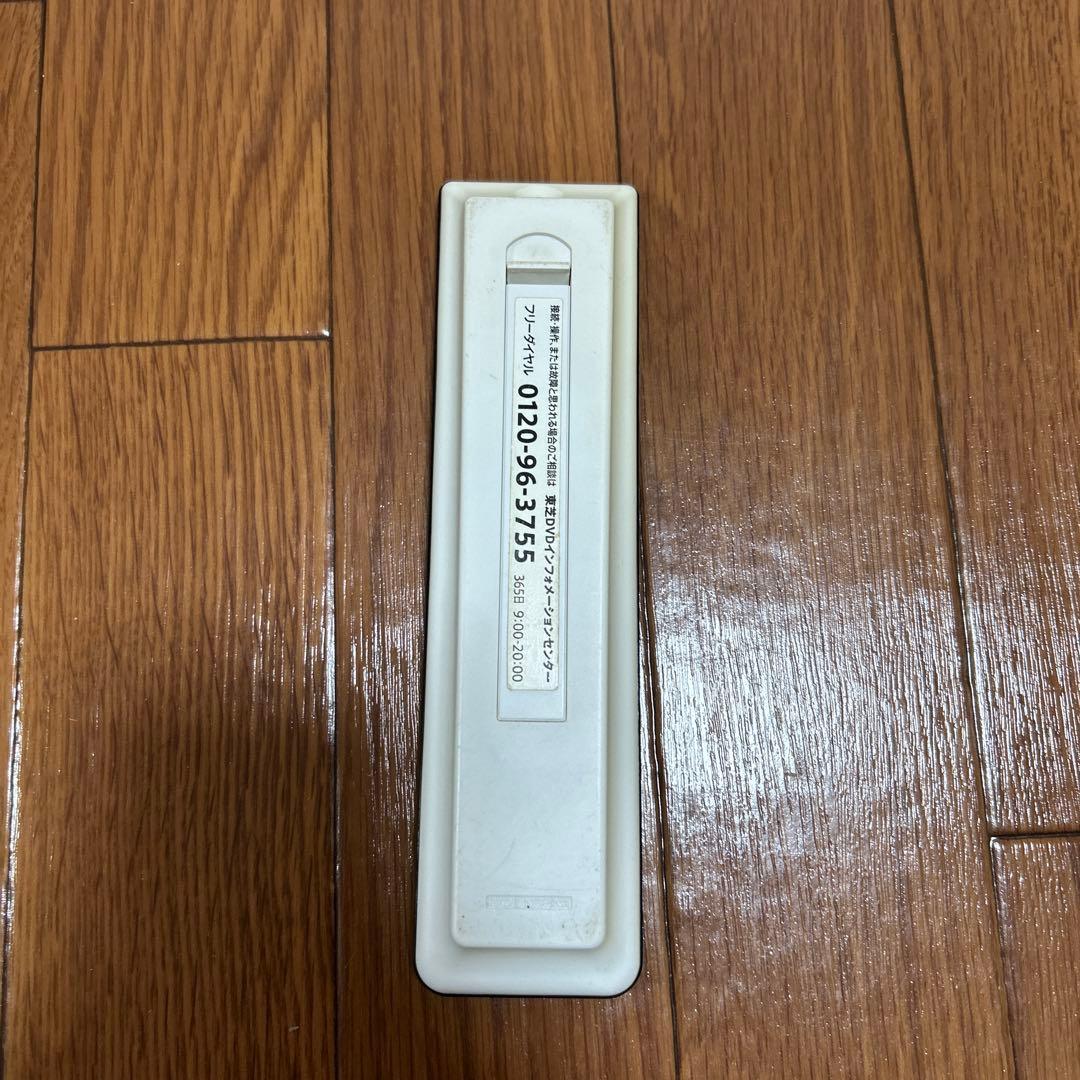 接続・操作、または故障と思われる場合のご相談は 東芝DVDインフォメーションセンター
フリーダイヤル 0120-96-3755 365日 9:00-20:00